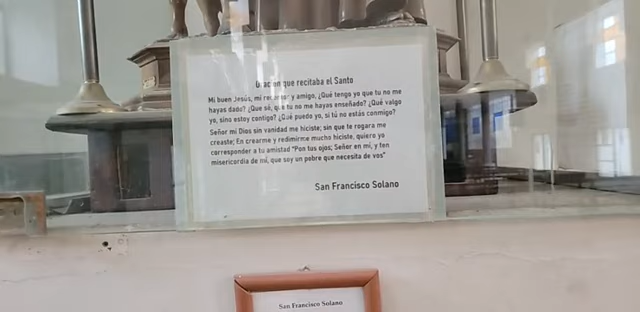 Oración que recitaba el Santo
Mi buen Jesús, mi redentor y amigo, ¿Qué tengo yo que tu no me
hayas dado? ¿Que sé, que tú no me hayas enseñado? ¿Qué valgo
yo, sino estoy contigo? ¿Qué puedo yo, si tú no estás conmigo?
Señor mi Dios sin vanidad me hiciste; sin que te rogara me
creaste; En crearme y redimirme mucho hiciste, quiero yo
corresponder a tu amistad "Pon tus ojos; Señor en mí, y ten
misericordia de mí, que soy un pobre que necesita de vos"
San Francisco Solano
San Francisco Solano